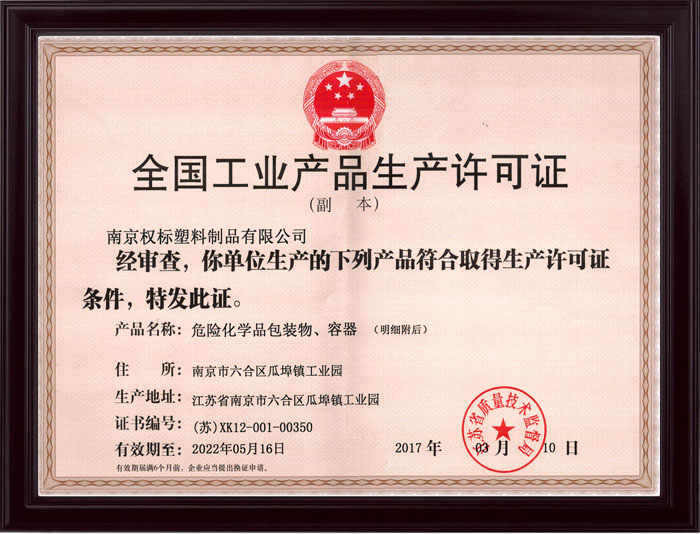 全国工业产品生产许可证
(副 本)
南京权标塑料制品有限公司
经审查，你单位生产的下列产品符合取得生产许可证
条件，特发此证。
产品名称：危险化学品包装物、容器 （明细附后）
住 所：南京市六合区瓜埠镇工业园
生产地址：江苏省南京市六合区瓜埠镇工业园
证书编号：(苏)XK12-001-00350
有效期至：2022年05月16日
2017 年 03 月 10 日
有效期届满6个月前，企业应当提出换证申请。
江苏省质量技术监督局